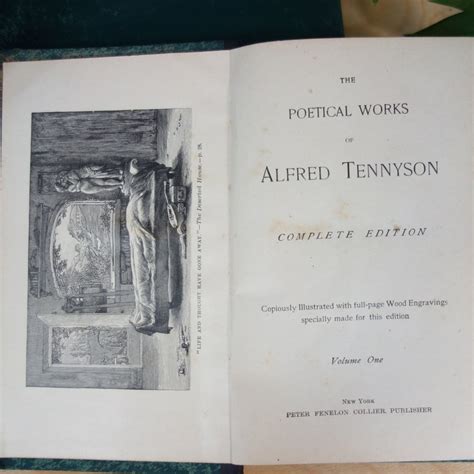 "LIFE AND THOUGHT HAVE GONE AWAY."—The Deserted House.—p. 28.
THE
POETICAL WORKS
OF
ALFRED TENNYSON
COMPLETE EDITION
Copiously Illustrated with full-page Wood Engravings
specially made for this edition
Volume One
NEW YORK
PETER FENELON COLLIER, PUBLISHER